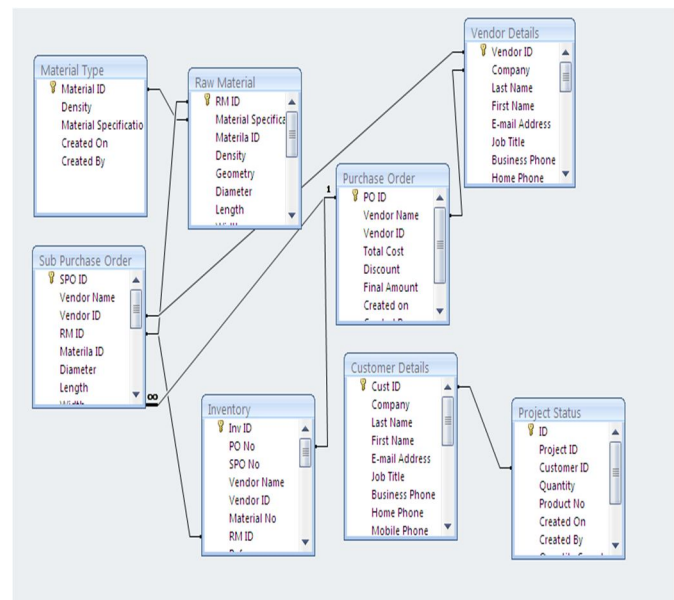 Material Type
Material ID
Density
Material Specificatio
Created On
Created By
Raw Material
RM ID
Material Specifica
Materila ID
Density
Geometry
Diameter
Length
Vendor Details
Vendor ID
Company
Last Name
First Name
E-mail Address
Job Title
Business Phone
Home Phone
1
Purchase Order
PO ID
Vendor Name
Vendor ID
Total Cost
Discount
Final Amount
Created on
Sub Purchase Order
SPO ID
Vendor Name
Vendor ID
RM ID
Materila ID
Diameter
Length
Width
∞
Inventory
Inv ID
PO No
SPO No
Vendor Name
Vendor ID
Material No
RM ID
Customer Details
Cust ID
Company
Last Name
First Name
E-mail Address
Job Title
Business Phone
Home Phone
Mobile Phone
Project Status
ID
Project ID
Customer ID
Quantity
Product No
Created On
Created By